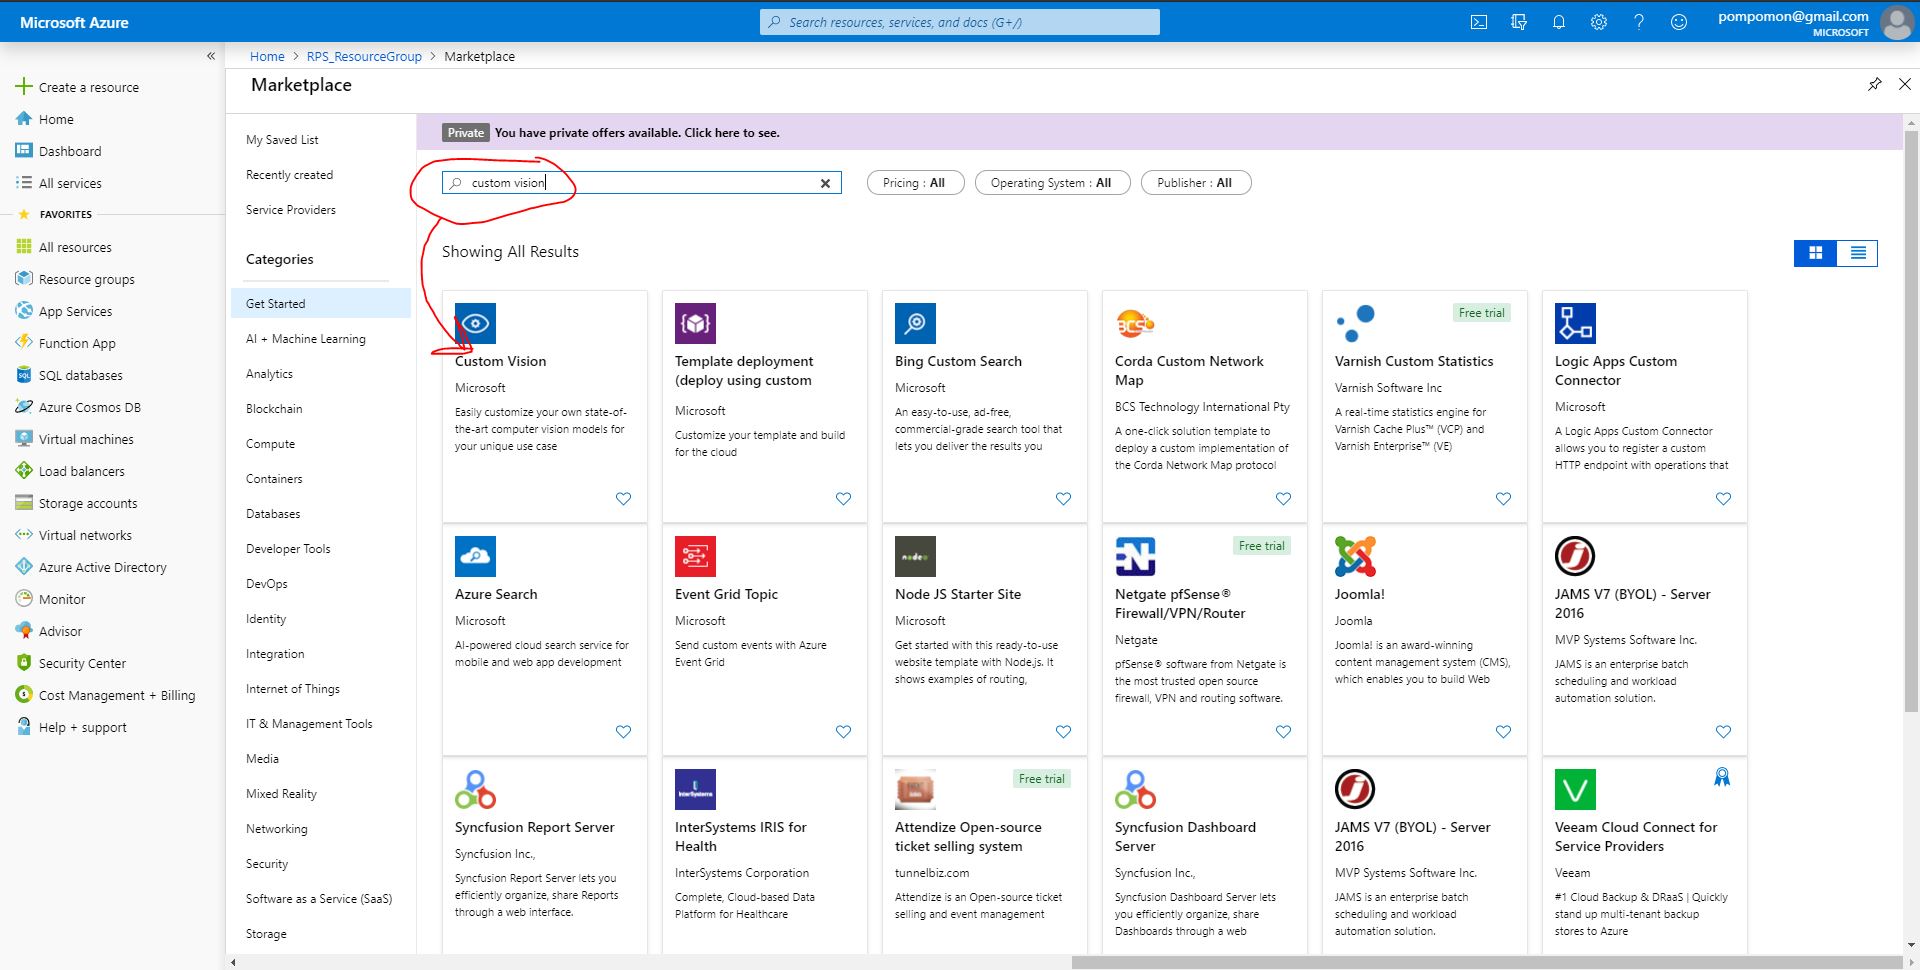 Microsoft Azure
Search resources, services, and docs (G+/)
pompomon@gmail.com
MICROSOFT
Home > RPS_ResourceGroup > Marketplace
Marketplace
Create a resource
Home
Dashboard
All services
FAVORITES
All resources
Resource groups
App Services
Function App
SQL databases
Azure Cosmos DB
Virtual machines
Load balancers
Storage accounts
Virtual networks
Azure Active Directory
Monitor
Advisor
Security Center
Cost Management + Billing
Help + support
My Saved List
Recently created
Service Providers
Categories
Get Started
AI + Machine Learning
Analytics
Blockchain
Compute
Containers
Databases
Developer Tools
DevOps
Identity
Integration
Internet of Things
IT & Management Tools
Media
Mixed Reality
Networking
Security
Software as a Service (SaaS)
Storage
Private You have private offers available. Click here to see.
custom vision
Pricing : All
Operating System : All
Publisher : All
Showing All Results
Custom Vision
Microsoft
Easily customize your own state-of-
the-art computer vision models for
your unique use case
Template deployment
(deploy using custom
Microsoft
Customize your template and build
for the cloud
Bing Custom Search
Microsoft
An easy-to-use, ad-free,
commercial-grade search tool that
lets you deliver the results you
BCS
Corda Custom Network
Map
BCS Technology International Pty
A one-click solution template to
deploy a custom implementation of
the Corda Network Map protocol
Free trial
Varnish Custom Statistics
Varnish Software Inc
A real-time statistics engine for
Varnish Cache Plus™ (VCP) and
Varnish Enterprise™ (VE)
Logic Apps Custom
Connector
Microsoft
A Logic Apps Custom Connector
allows you to register a custom
HTTP endpoint with operations that
Azure Search
Microsoft
AI-powered cloud search service for
mobile and web app development
Event Grid Topic
Microsoft
Send custom events with Azure
Event Grid
node
Node JS Starter Site
Microsoft
Get started with this ready-to-use
website template with Node.js. It
shows examples of routing,
Free trial
Netgate pfSense®
Firewall/VPN/Router
Netgate
pfSense® software from Netgate is
the most trusted open source
firewall, VPN and routing software.
Joomla!
Joomla
Joomla! is an award-winning
content management system (CMS),
which enables you to build Web
JAMS V7 (BYOL) - Server
2016
MVP Systems Software Inc.
JAMS is an enterprise batch
scheduling and workload
automation solution.
Syncfusion Report Server
Syncfusion Inc.,
Syncfusion Report Server lets you
efficiently organize, share Reports
through a web interface.
InterSystems
InterSystems IRIS for
Health
InterSystems Corporation
Complete, Cloud-based Data
Platform for Healthcare
Free trial
Attendize Open-source
ticket selling system
tunnelbiz.com
Attendize is an Open-source ticket
selling and event management
Syncfusion Dashboard
Server
Syncfusion Inc.,
Syncfusion Dashboard Server lets
you efficiently organize, share
Dashboards through a web
JAMS V7 (BYOL) - Server
2016
MVP Systems Software Inc.
JAMS is an enterprise batch
scheduling and workload
automation solution.
Veeam Cloud Connect for
Service Providers
Veeam
#1 Cloud Backup & DRaaS | Quickly
stand up multi-tenant backup
stores to Azure